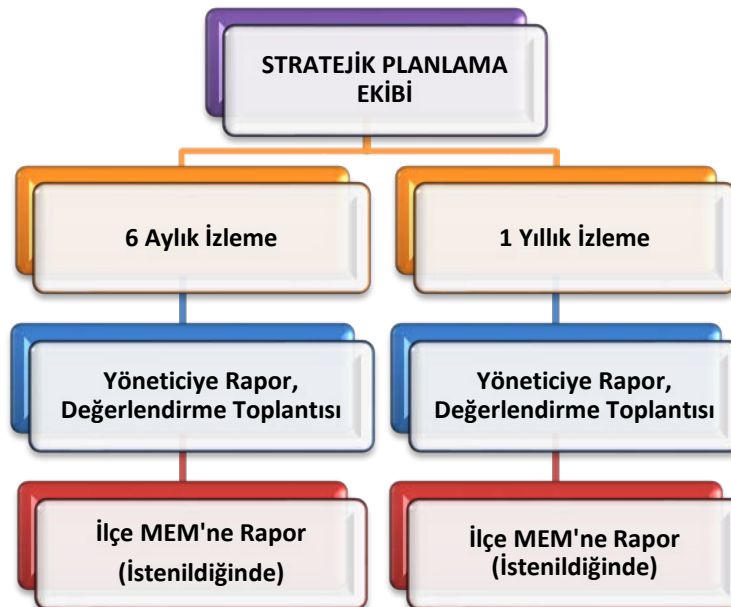 STRATEJİK PLANLAMA
EKİBİ
6 Aylık İzleme
1 Yıllık İzleme
Yöneticiye Rapor,
Değerlendirme Toplantısı
Yöneticiye Rapor,
Değerlendirme Toplantısı
İlçe MEM'ne Rapor
(İstenildiğinde)
İlçe MEM'ne Rapor
(İstenildiğinde)